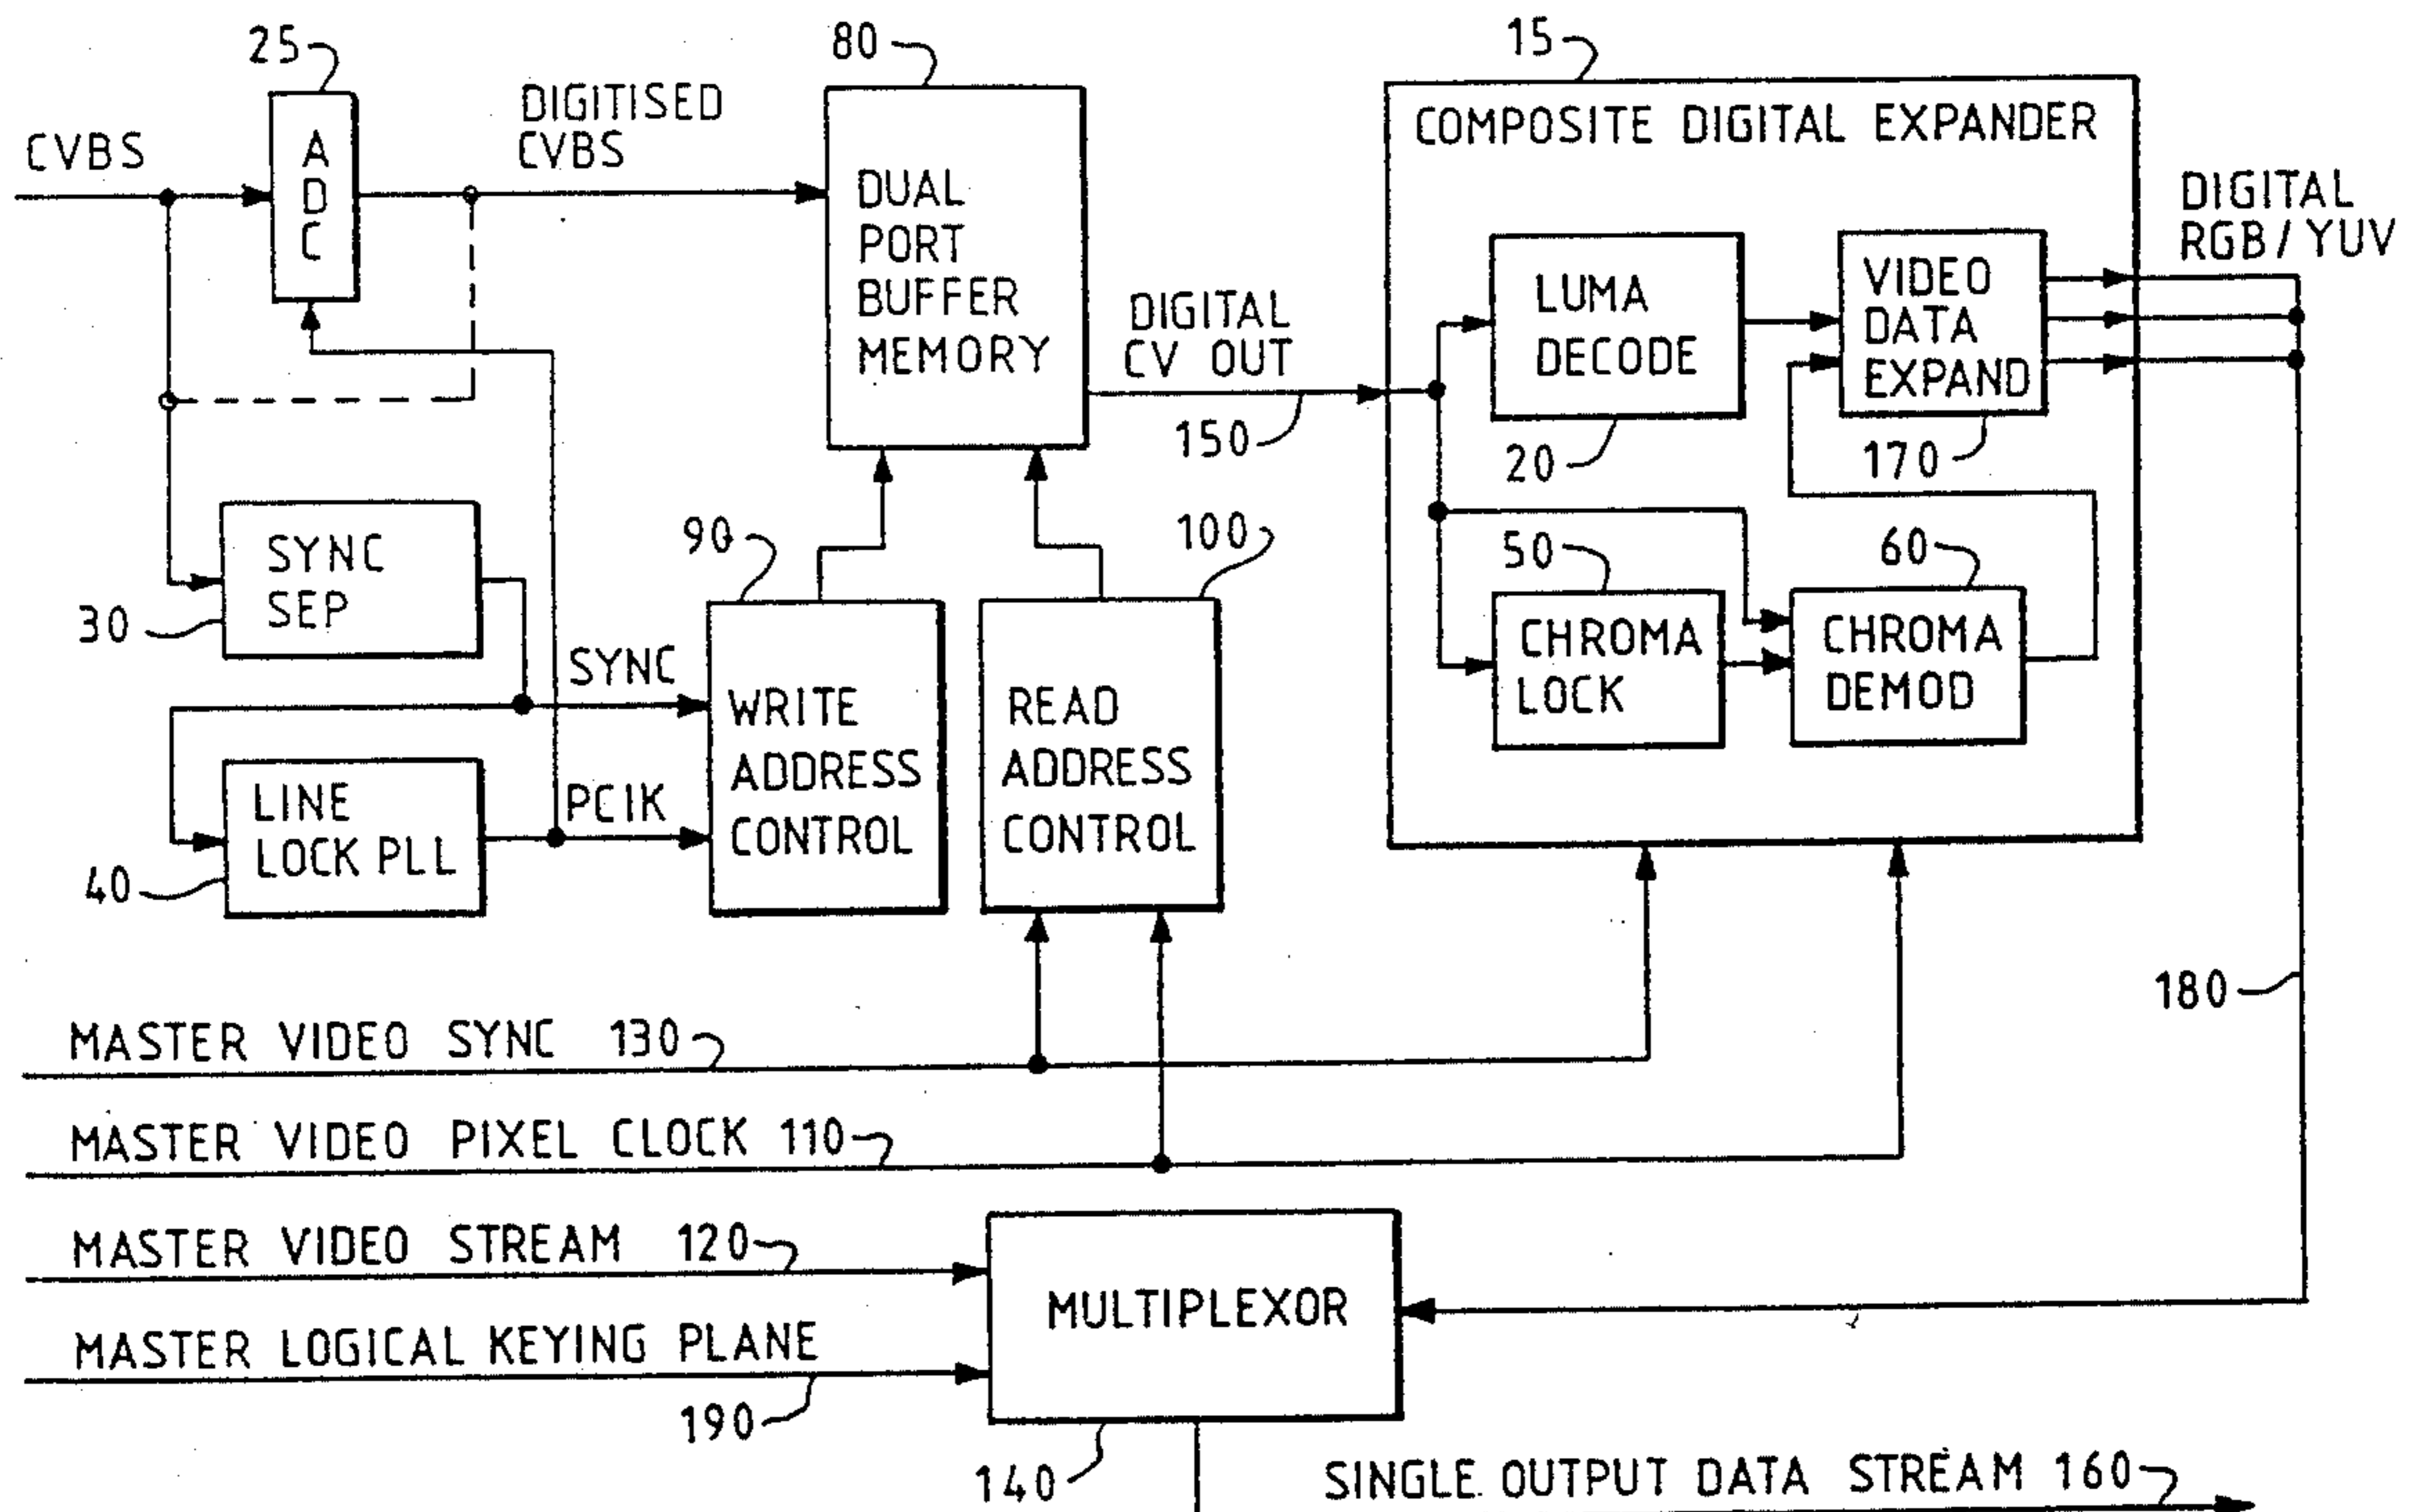 25
80
15
CVBS
ADC
DIGITISED
CVBS
DUAL
PORT
BUFFER
MEMORY
COMPOSITE DIGITAL EXPANDER
DIGITAL
RGB/YUV
LUMA
DECODE
VIDEO
DATA
EXPAND
DIGITAL
CV OUT
150
20
170
SYNC
SEP
30
90
100
50
60
CHROMA
LOCK
CHROMA
DEMOD
SYNC
WRITE
ADDRESS
CONTROL
READ
ADDRESS
CONTROL
LINE
LOCK PLL
PCIK
40
180
MASTER VIDEO SYNC 130
MASTER VIDEO PIXEL CLOCK 110
MASTER VIDEO STREAM 120
MULTIPLEXOR
MASTER LOGICAL KEYING PLANE
190
140
SINGLE OUTPUT DATA STREAM 160